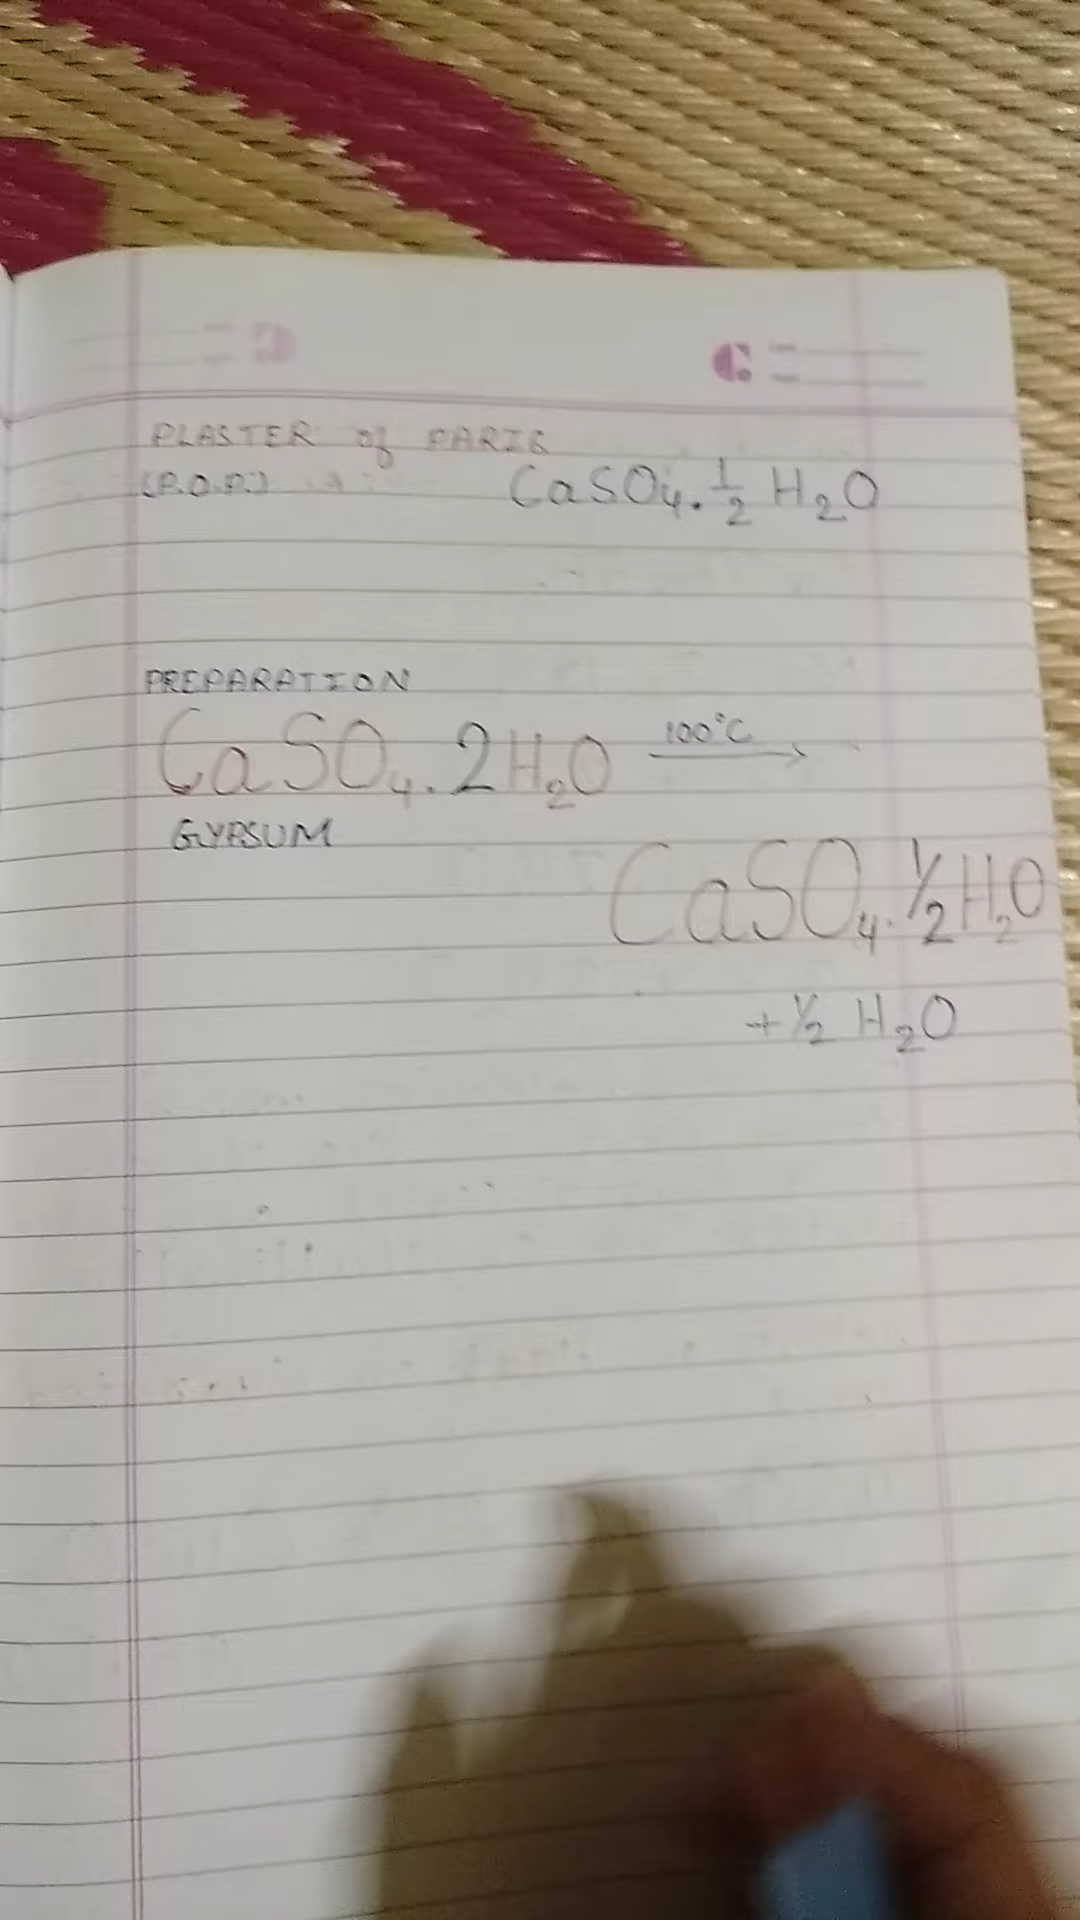 PLASTER of PARIS
(P.O.P.) CaSO₄.½ H₂O
PREPARATION
CaSO₄.2H₂O 100°C →
GYPSUM
CaSO₄.½H₂O
+½ H₂O